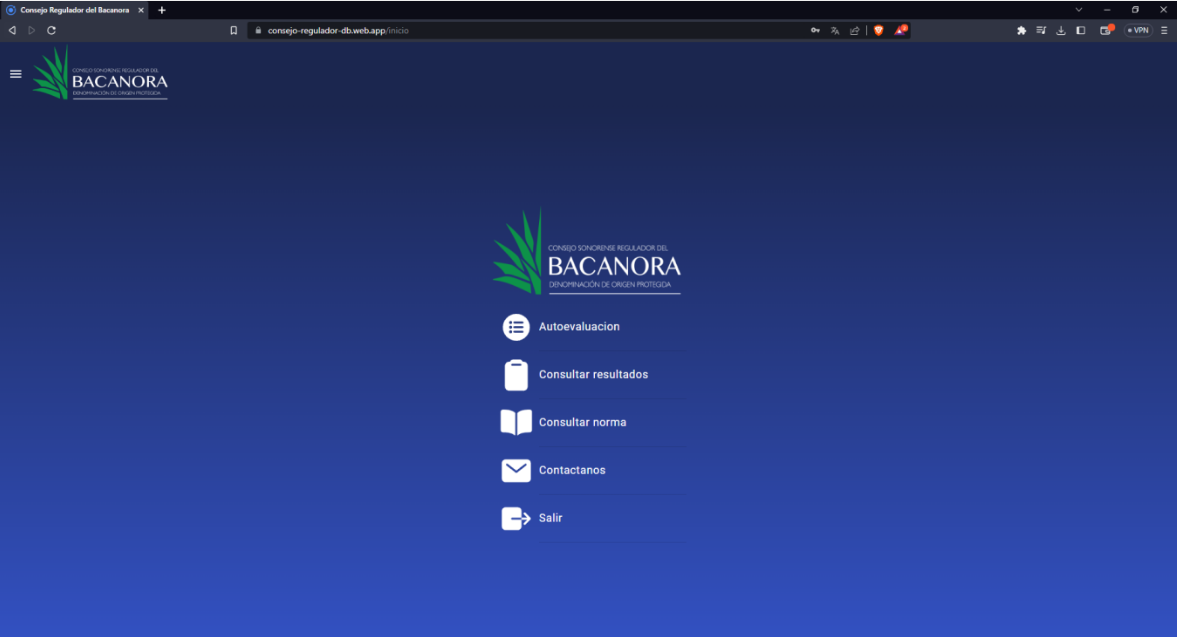 Consejo Regulador del Bacanora
consejo-regulador-db.web.app/inicio
VPN
CONSEJO SONORENSE REGULADOR DEL
BACANORA
DENOMINACIÓN DE ORIGEN PROTEGIDA
CONSEJO SONORENSE REGULADOR DEL
BACANORA
DENOMINACIÓN DE ORIGEN PROTEGIDA
Autoevaluacion
Consultar resultados
Consultar norma
Contactanos
Salir